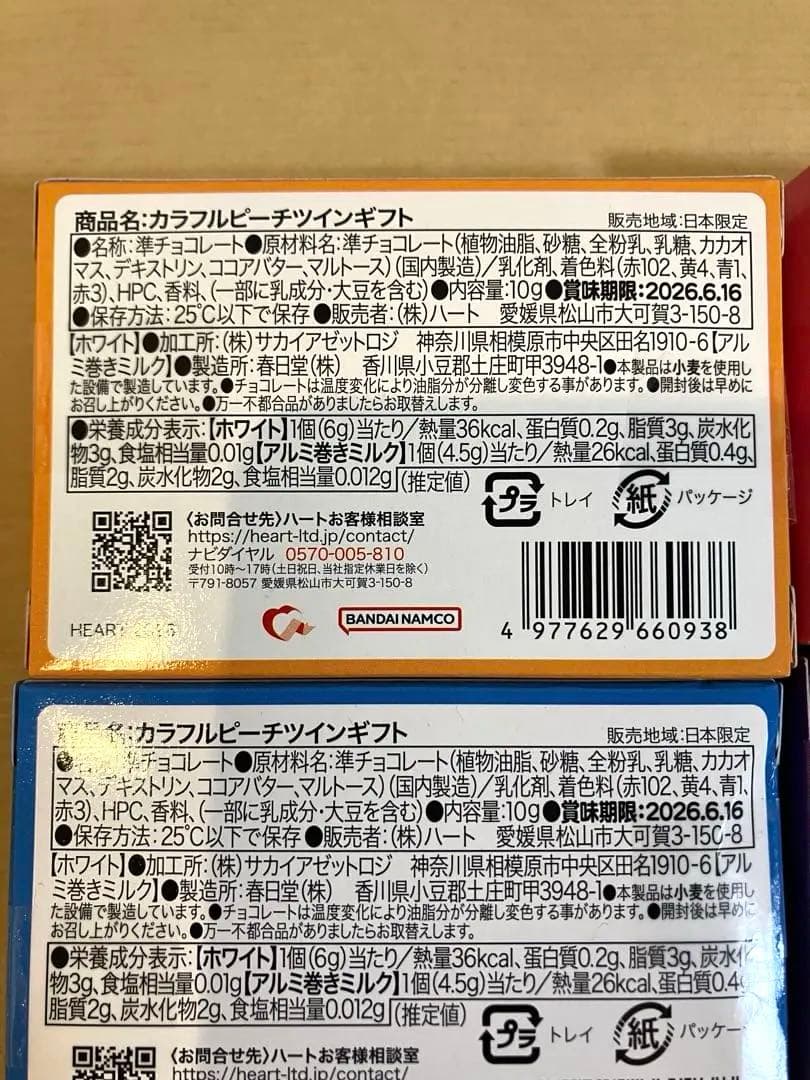 商品名:カラフルピーチツインギフト 販売地域:日本限定
●名称:準チョコレート●原材料名:準チョコレート(植物油脂、砂糖、全粉乳、乳糖、カカオ
マス、デキストリン、ココアバター、マルトース)(国内製造)／乳化剤、着色料(赤102、黄4、青1、
赤3)、HPC、香料、(一部に乳成分・大豆を含む)●内容量:10g●賞味期限:2026.6.16
●保存方法:25℃以下で保存 ●販売者:(株)ハート 愛媛県松山市大可賀3-150-8
【ホワイト】●加工所:(株)サカイアゼットロジ 神奈川県相模原市中央区田名1910-6【アル
ミ巻きミルク】●製造所:春日堂(株) 香川県小豆郡土庄町甲3948-1●本製品は小麦を使用し
た設備で製造しています。●チョコレートは温度変化により油脂分が分離し変色する事があります。●開封後は早めに
お召し上がりください。●万一不都合品がありましたらお取替えします。
●栄養成分表示:【ホワイト】1個(6g)当たり／熱量36kcal、蛋白質0.2g、脂質3g、炭水化
物3g、食塩相当量0.01g【アルミ巻きミルク】1個(4.5g)当たり／熱量26kcal、蛋白質0.4g、
脂質2g、炭水化物2g、食塩相当量0.012g (推定値)
プラ トレイ 紙 パッケージ
〈お問合せ先〉ハートお客様相談室
https://heart-ltd.jp/contact/
ナビダイヤル 0570-005-810
受付10時～17時(土日祝日、当社指定休業日を除く)
〒791-8057 愛媛県松山市大可賀3-150-8
HEART
BANDAI NAMCO
4 977629 660938
商品名:カラフルピーチツインギフト 販売地域:日本限定
準チョコレート●原材料名:準チョコレート(植物油脂、砂糖、全粉乳、乳糖、カカオ
マス、デキストリン、ココアバター、マルトース)(国内製造)／乳化剤、着色料(赤102、黄4、青1、
赤3)、HPC、香料、(一部に乳成分・大豆を含む)●内容量:10g●賞味期限:2026.6.16
●保存方法:25℃以下で保存 ●販売者:(株)ハート 愛媛県松山市大可賀3-150-8
【ホワイト】●加工所:(株)サカイアゼットロジ 神奈川県相模原市中央区田名1910-6【アル
ミ巻きミルク】●製造所:春日堂(株) 香川県小豆郡土庄町甲3948-1●本製品は小麦を使用し
た設備で製造しています。●チョコレートは温度変化により油脂分が分離し変色する事があります。●開封後は早めに
お召し上がりください。●万一不都合品がありましたらお取替えします。
●栄養成分表示:【ホワイト】1個(6g)当たり／熱量36kcal、蛋白質0.2g、脂質3g、炭水化
物3g、食塩相当量0.01g【アルミ巻きミルク】1個(4.5g)当たり／熱量26kcal、蛋白質0.4g
脂質2g、炭水化物2g、食塩相当量0.012g (推定値)
プラ トレイ 紙 パッケー
〈お問合せ先〉ハートお客様相談室
https://heart-ltd.jp/contact/